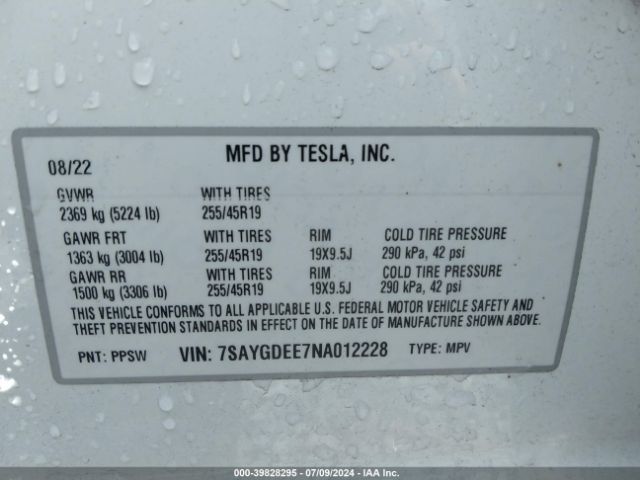 MFD BY TESLA, INC.
08/22
GVWR WITH TIRES
2369 kg (5224 lb) 255/45R19
GAWR FRT WITH TIRES RIM COLD TIRE PRESSURE
1363 kg (3004 lb) 255/45R19 19X9.5J 290 kPa, 42 psi
GAWR RR WITH TIRES RIM COLD TIRE PRESSURE
1500 kg (3306 lb) 255/45R19 19X9.5J 290 kPa, 42 psi
THIS VEHICLE CONFORMS TO ALL APPLICABLE U.S. FEDERAL MOTOR VEHICLE SAFETY AND
THEFT PREVENTION STANDARDS IN EFFECT ON THE DATE OF MANUFACTURE SHOWN ABOVE.
PNT: PPSW VIN: 7SAYGDEE7NA012228 TYPE: MPV
000-39828295 - 07/09/2024 - IAA Inc.